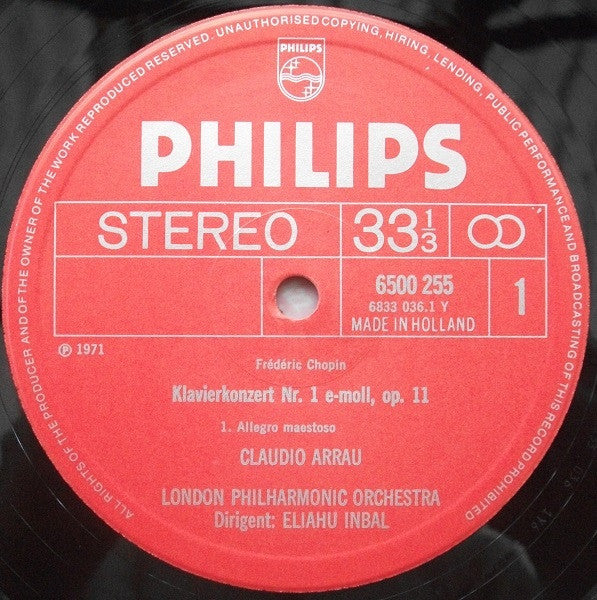 ALL RIGHTS OF THE PRODUCER AND OF THE OWNER OF THE WORK REPRODUCED RESERVED. UNAUTHORISED COPYING, HIRING, LENDING, PUBLIC PERFORMANCE AND BROADCASTING OF THIS RECORD PROHIBITED
PHILIPS
PHILIPS
STEREO
33 1/3
6500 255
6833 036.1 Y
MADE IN HOLLAND
1
℗ 1971
Frédéric Chopin
Klavierkonzert Nr. 1 e-moll, op. 11
1. Allegro maestoso
CLAUDIO ARRAU
LONDON PHILHARMONIC ORCHESTRA
Dirigent: ELIAHU INBAL